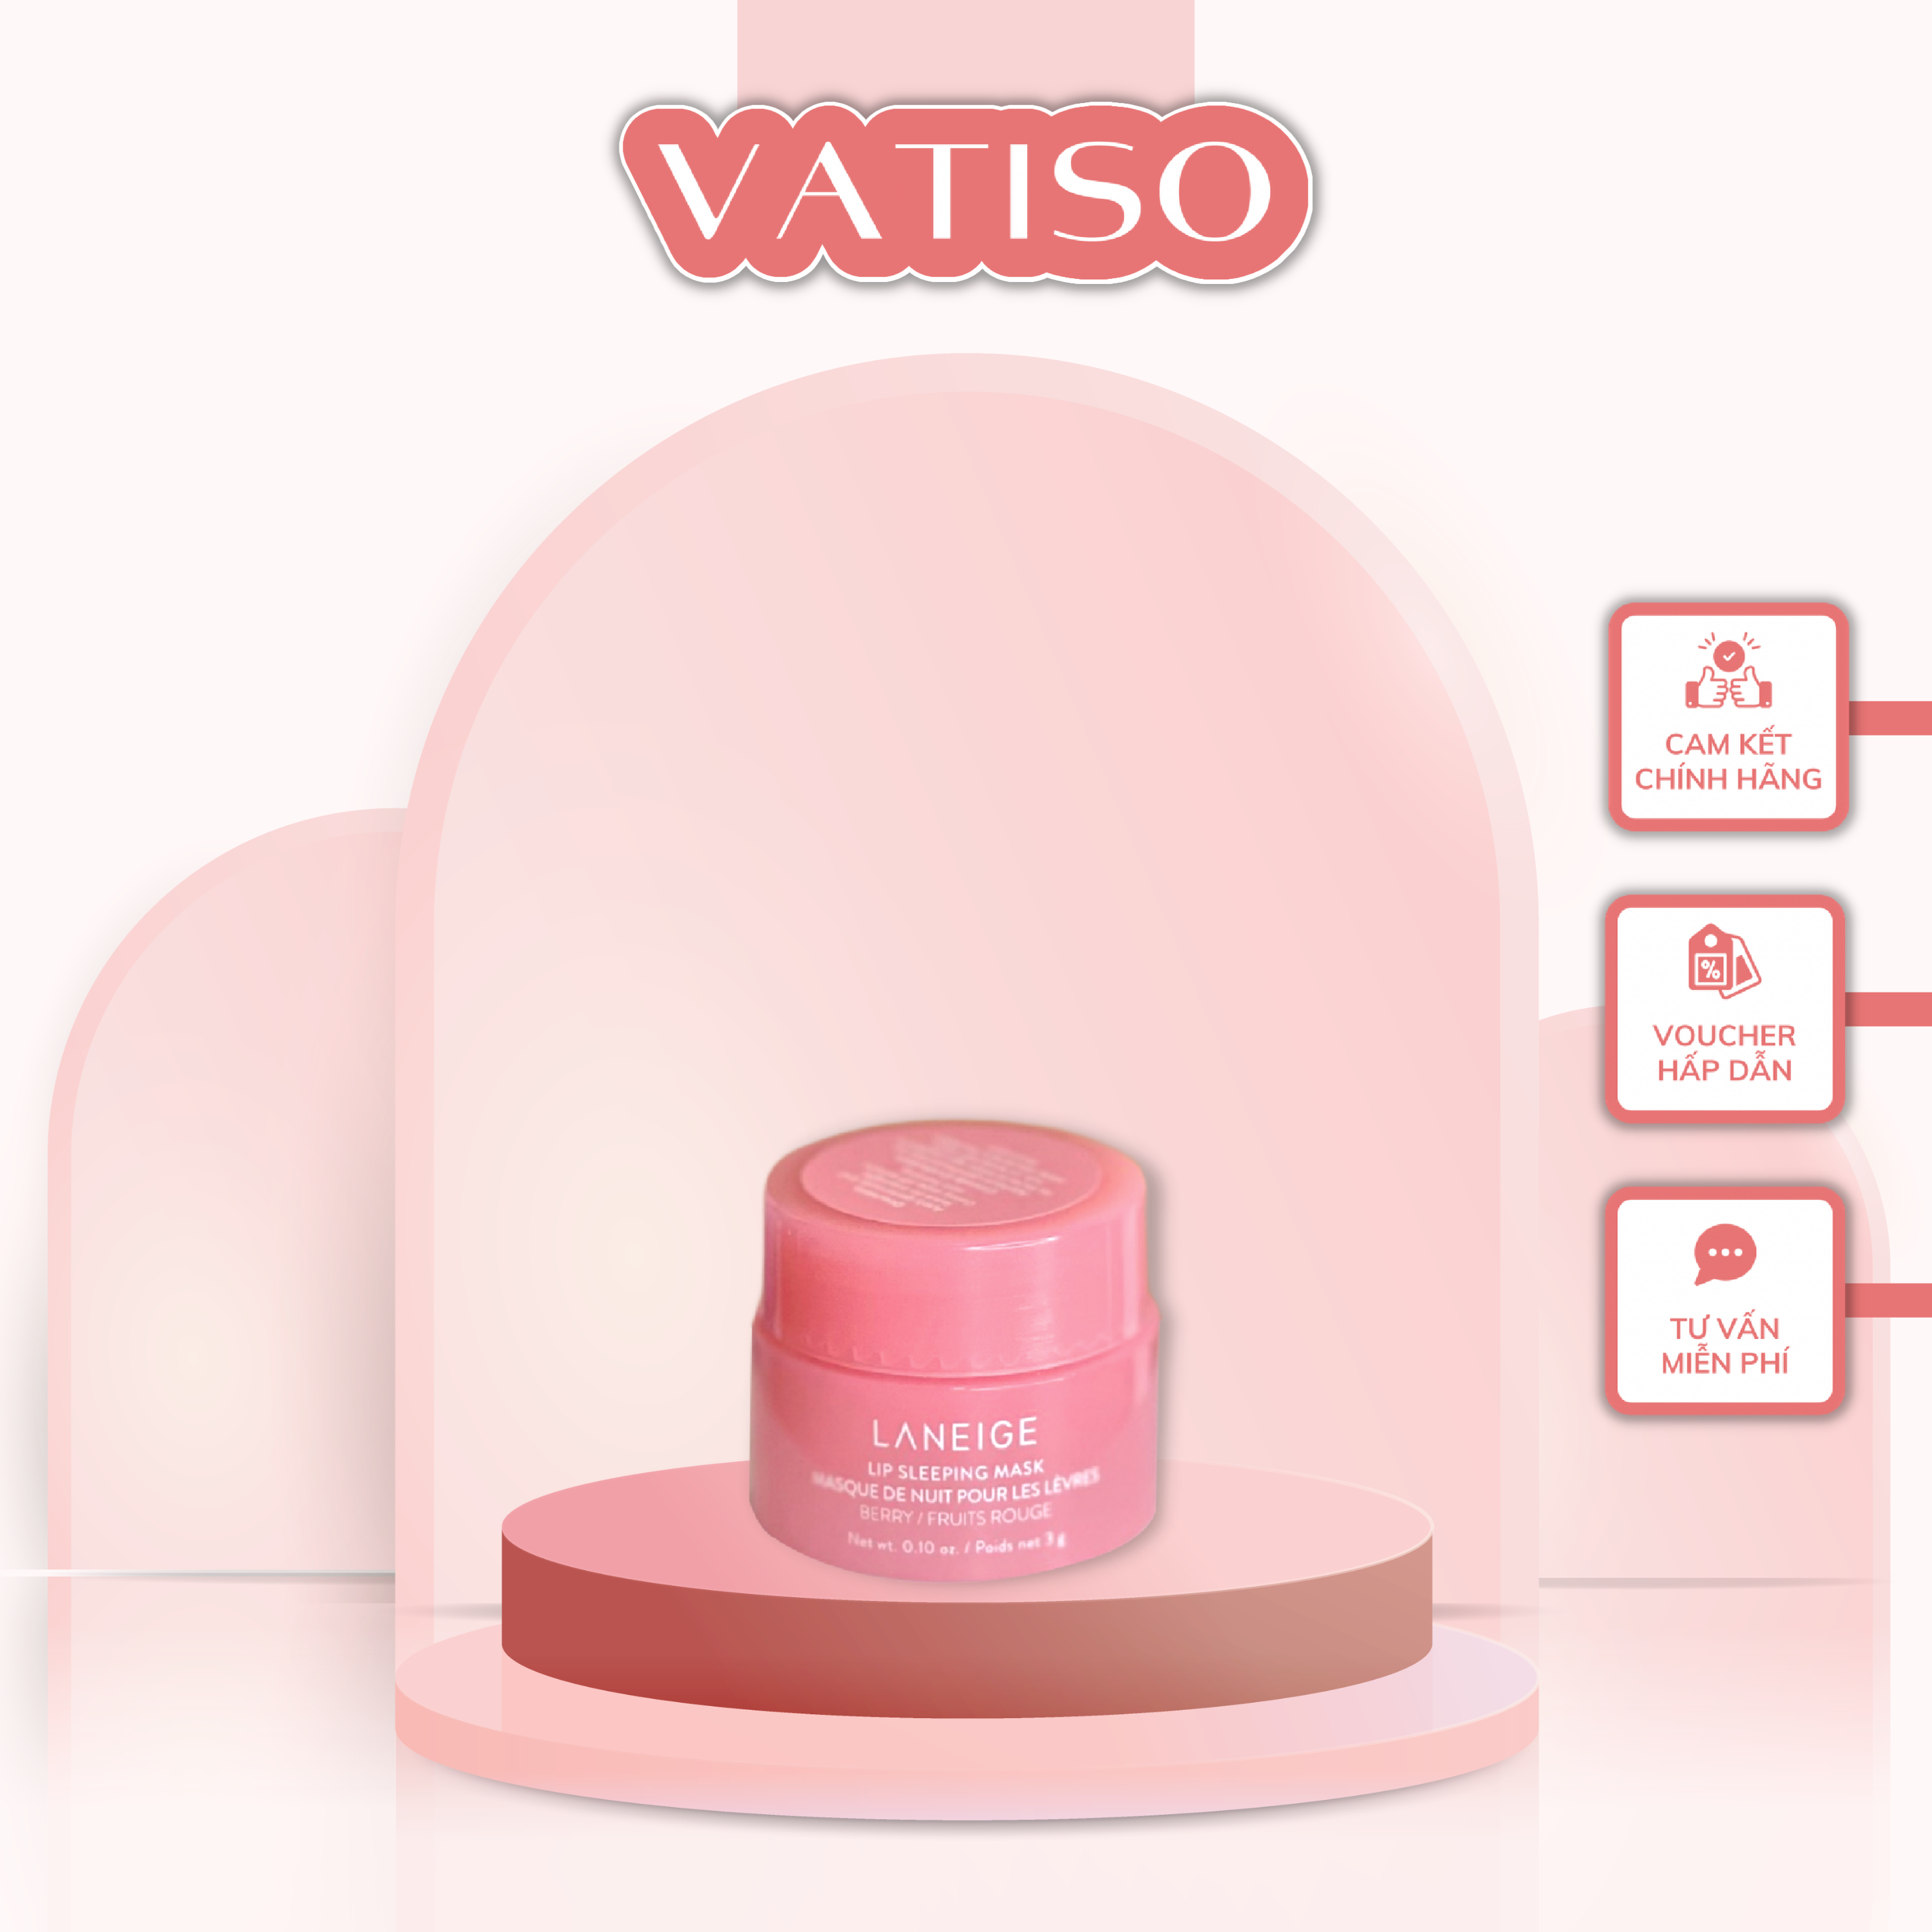 VATISO
CAM KẾT
CHÍNH HÃNG
%
VOUCHER
HẤP DẪN
TƯ VẤN
MIỄN PHÍ
LANEIGE
LIP SLEEPING MASK
MASQUE DE NUIT POUR LES LÈVRES
BERRY / FRUITS ROUGE
Net wt. 0.10 oz. / Poids net 3 g